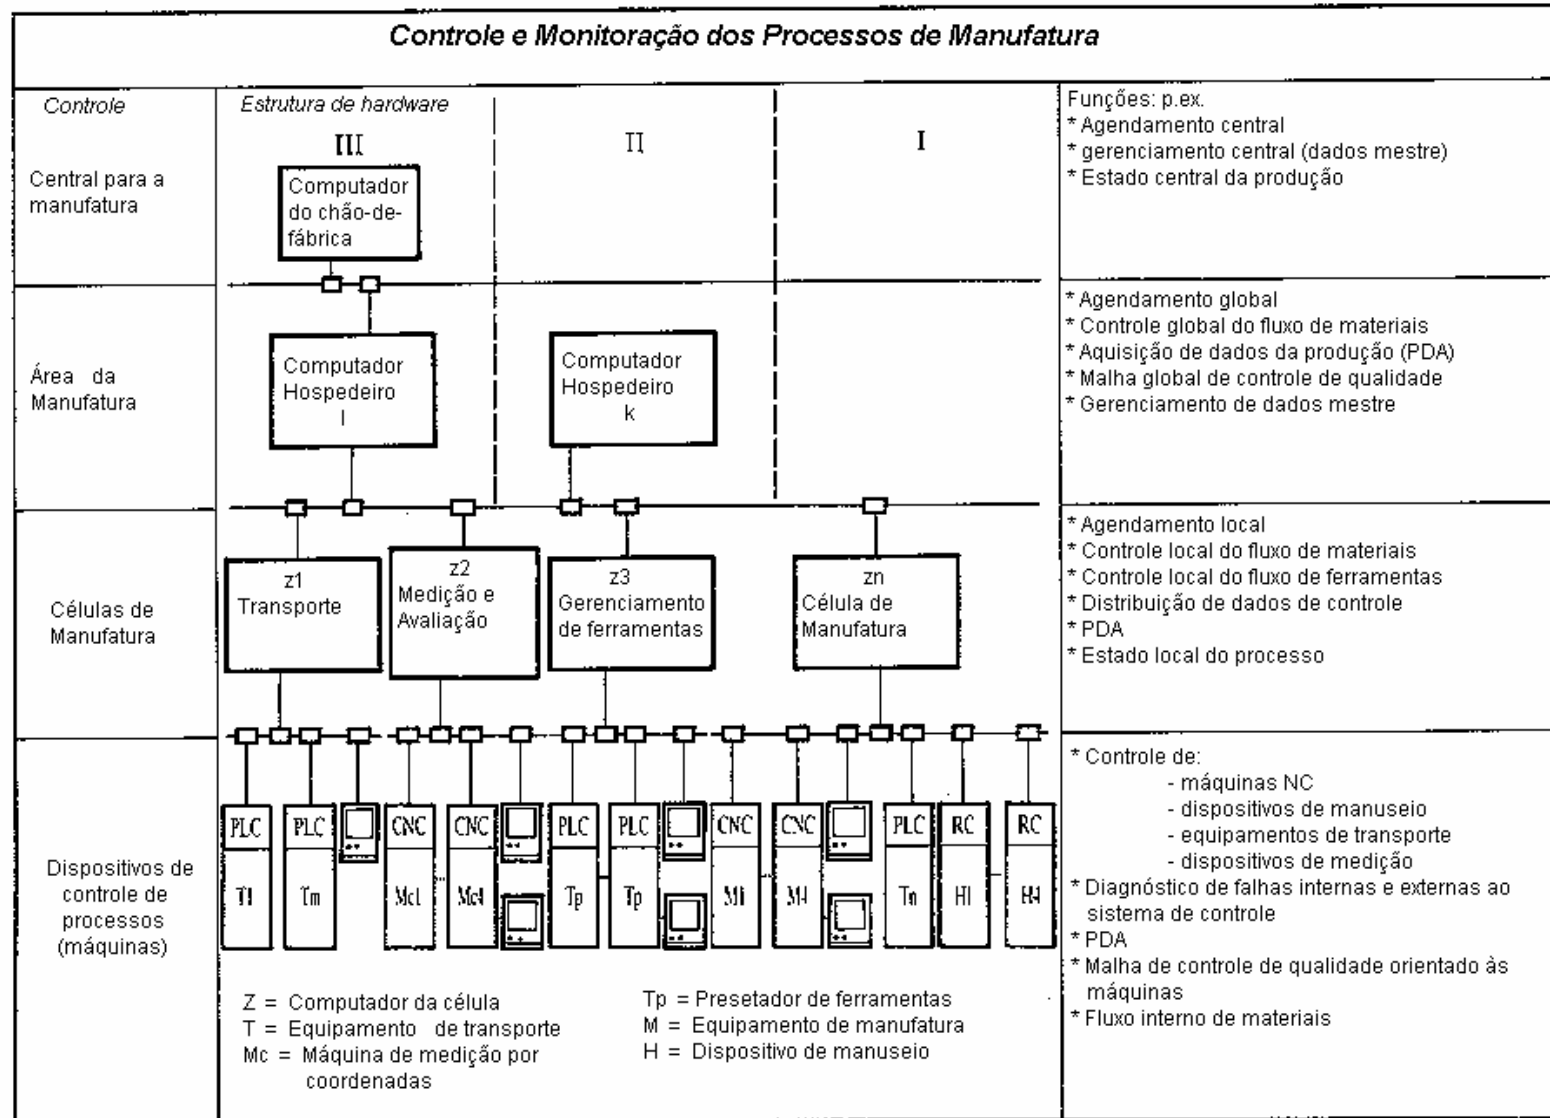 Controle e Monitoração dos Processos de Manufatura
Controle
Estrutura de hardware
III
II
I
Central para a
manufatura
Computador
do chão-de-
fábrica
Funções: p.ex.
* Agendamento central
* gerenciamento central (dados mestre)
* Estado central da produção
Área da
Manufatura
Computador
Hospedeiro
l
Computador
Hospedeiro
k
* Agendamento global
* Controle global do fluxo de materiais
* Aquisição de dados da produção (PDA)
* Malha global de controle de qualidade
* Gerenciamento de dados mestre
Células de
Manufatura
z1
Transporte
z2
Medição e
Avaliação
z3
Gerenciamento
de ferramentas
zn
Célula de
Manufatura
* Agendamento local
* Controle local do fluxo de materiais
* Controle local do fluxo de ferramentas
* Distribuição de dados de controle
* PDA
* Estado local do processo
Dispositivos de
controle de
processos
(máquinas)
PLC PLC CNC CNC PLC PLC CNC CNC PLC RC RC
Tm Tp Tp Tn
* Controle de:
- máquinas NC
- dispositivos de manuseio
- equipamentos de transporte
- dispositivos de medição
* Diagnóstico de falhas internas e externas ao
sistema de controle
* PDA
* Malha de controle de qualidade orientado às
máquinas
* Fluxo interno de materiais
Z = Computador da célula
T = Equipamento de transporte
Mc = Máquina de medição por
coordenadas
Tp = Presetador de ferramentas
M = Equipamento de manufatura
H = Dispositivo de manuseio